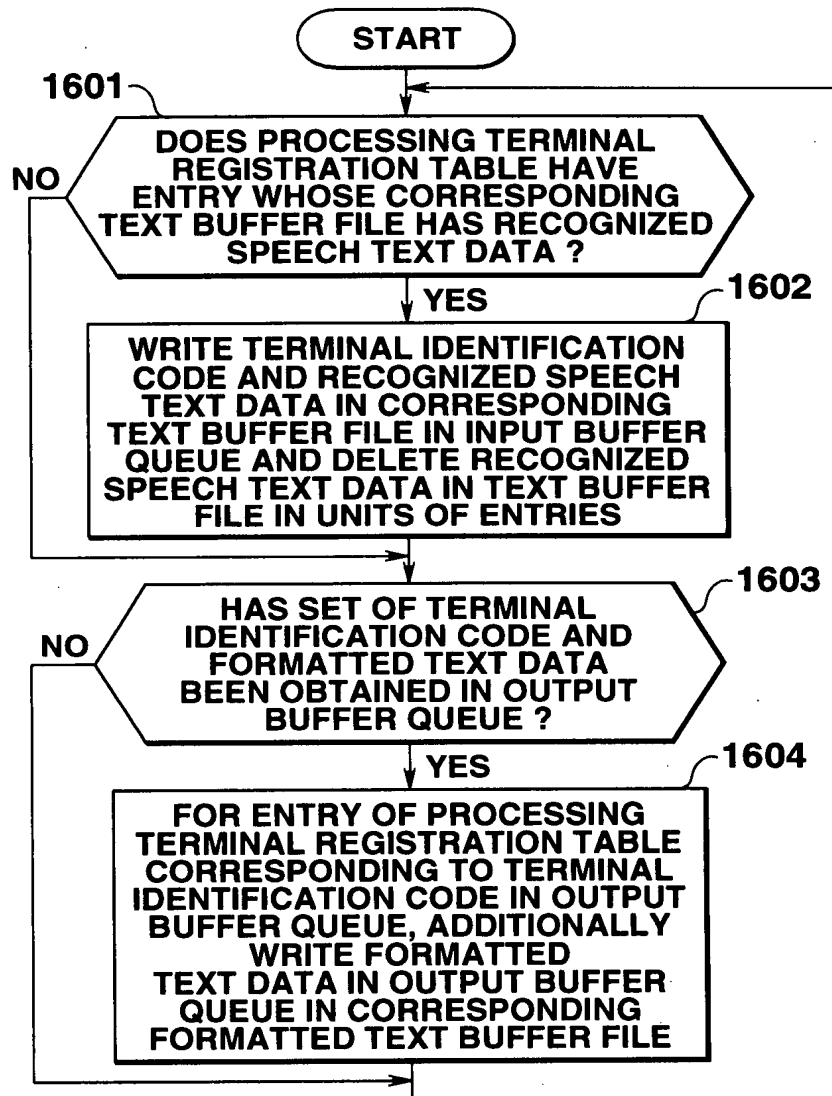 START
1601
DOES PROCESSING TERMINAL
REGISTRATION TABLE HAVE
ENTRY WHOSE CORRESPONDING
TEXT BUFFER FILE HAS RECOGNIZED
SPEECH TEXT DATA ?
NO
YES
1602
WRITE TERMINAL IDENTIFICATION
CODE AND RECOGNIZED SPEECH
TEXT DATA IN CORRESPONDING
TEXT BUFFER FILE IN INPUT BUFFER
QUEUE AND DELETE RECOGNIZED
SPEECH TEXT DATA IN TEXT BUFFER
FILE IN UNITS OF ENTRIES
1603
HAS SET OF TERMINAL
IDENTIFICATION CODE AND
FORMATTED TEXT DATA
BEEN OBTAINED IN OUTPUT
BUFFER QUEUE ?
NO
YES
1604
FOR ENTRY OF PROCESSING
TERMINAL REGISTRATION TABLE
CORRESPONDING TO TERMINAL
IDENTIFICATION CODE IN OUTPUT
BUFFER QUEUE, ADDITIONALLY
WRITE FORMATTED
TEXT DATA IN OUTPUT BUFFER
QUEUE IN CORRESPONDING
FORMATTED TEXT BUFFER FILE